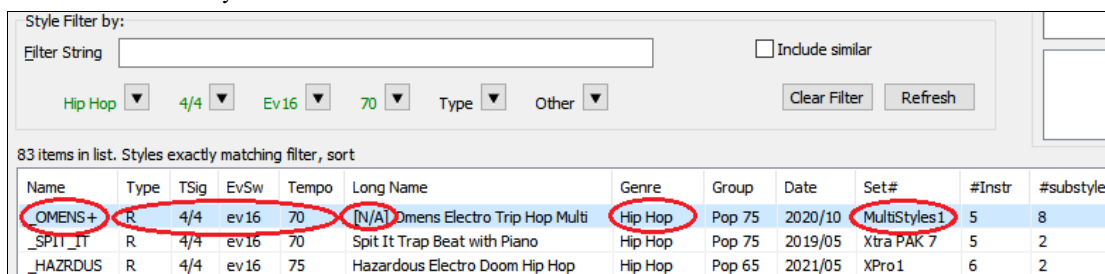 Style Filter by:
Filter String
Include similar
Hip Hop 4/4 Ev16 70 Type Other Clear Filter Refresh
83 items in list. Styles exactly matching filter, sort
Name Type TSig EvSw Tempo Long Name Genre Group Date Set# #Instr #substyle
_OMENS+ R 4/4 ev16 70 [N/A] Omens Electro Trip Hop Multi Hip Hop Pop 75 2020/10 MultiStyles1 5 8
_SPIT_IT R 4/4 ev16 70 Spit It Trap Beat with Piano Hip Hop Pop 75 2019/05 Xtra PAK 7 5 2
_HAZRDUS R 4/4 ev16 75 Hazardous Electro Doom Hip Hop Hip Hop Pop 65 2021/05 XPro1 6 2